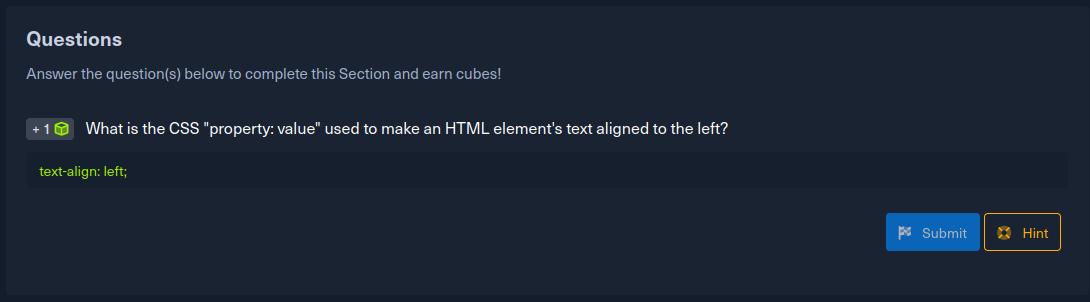 Questions
Answer the question(s) below to complete this Section and earn cubes!
+ 1 What is the CSS "property: value" used to make an HTML element's text aligned to the left?
text-align: left;
Submit Hint